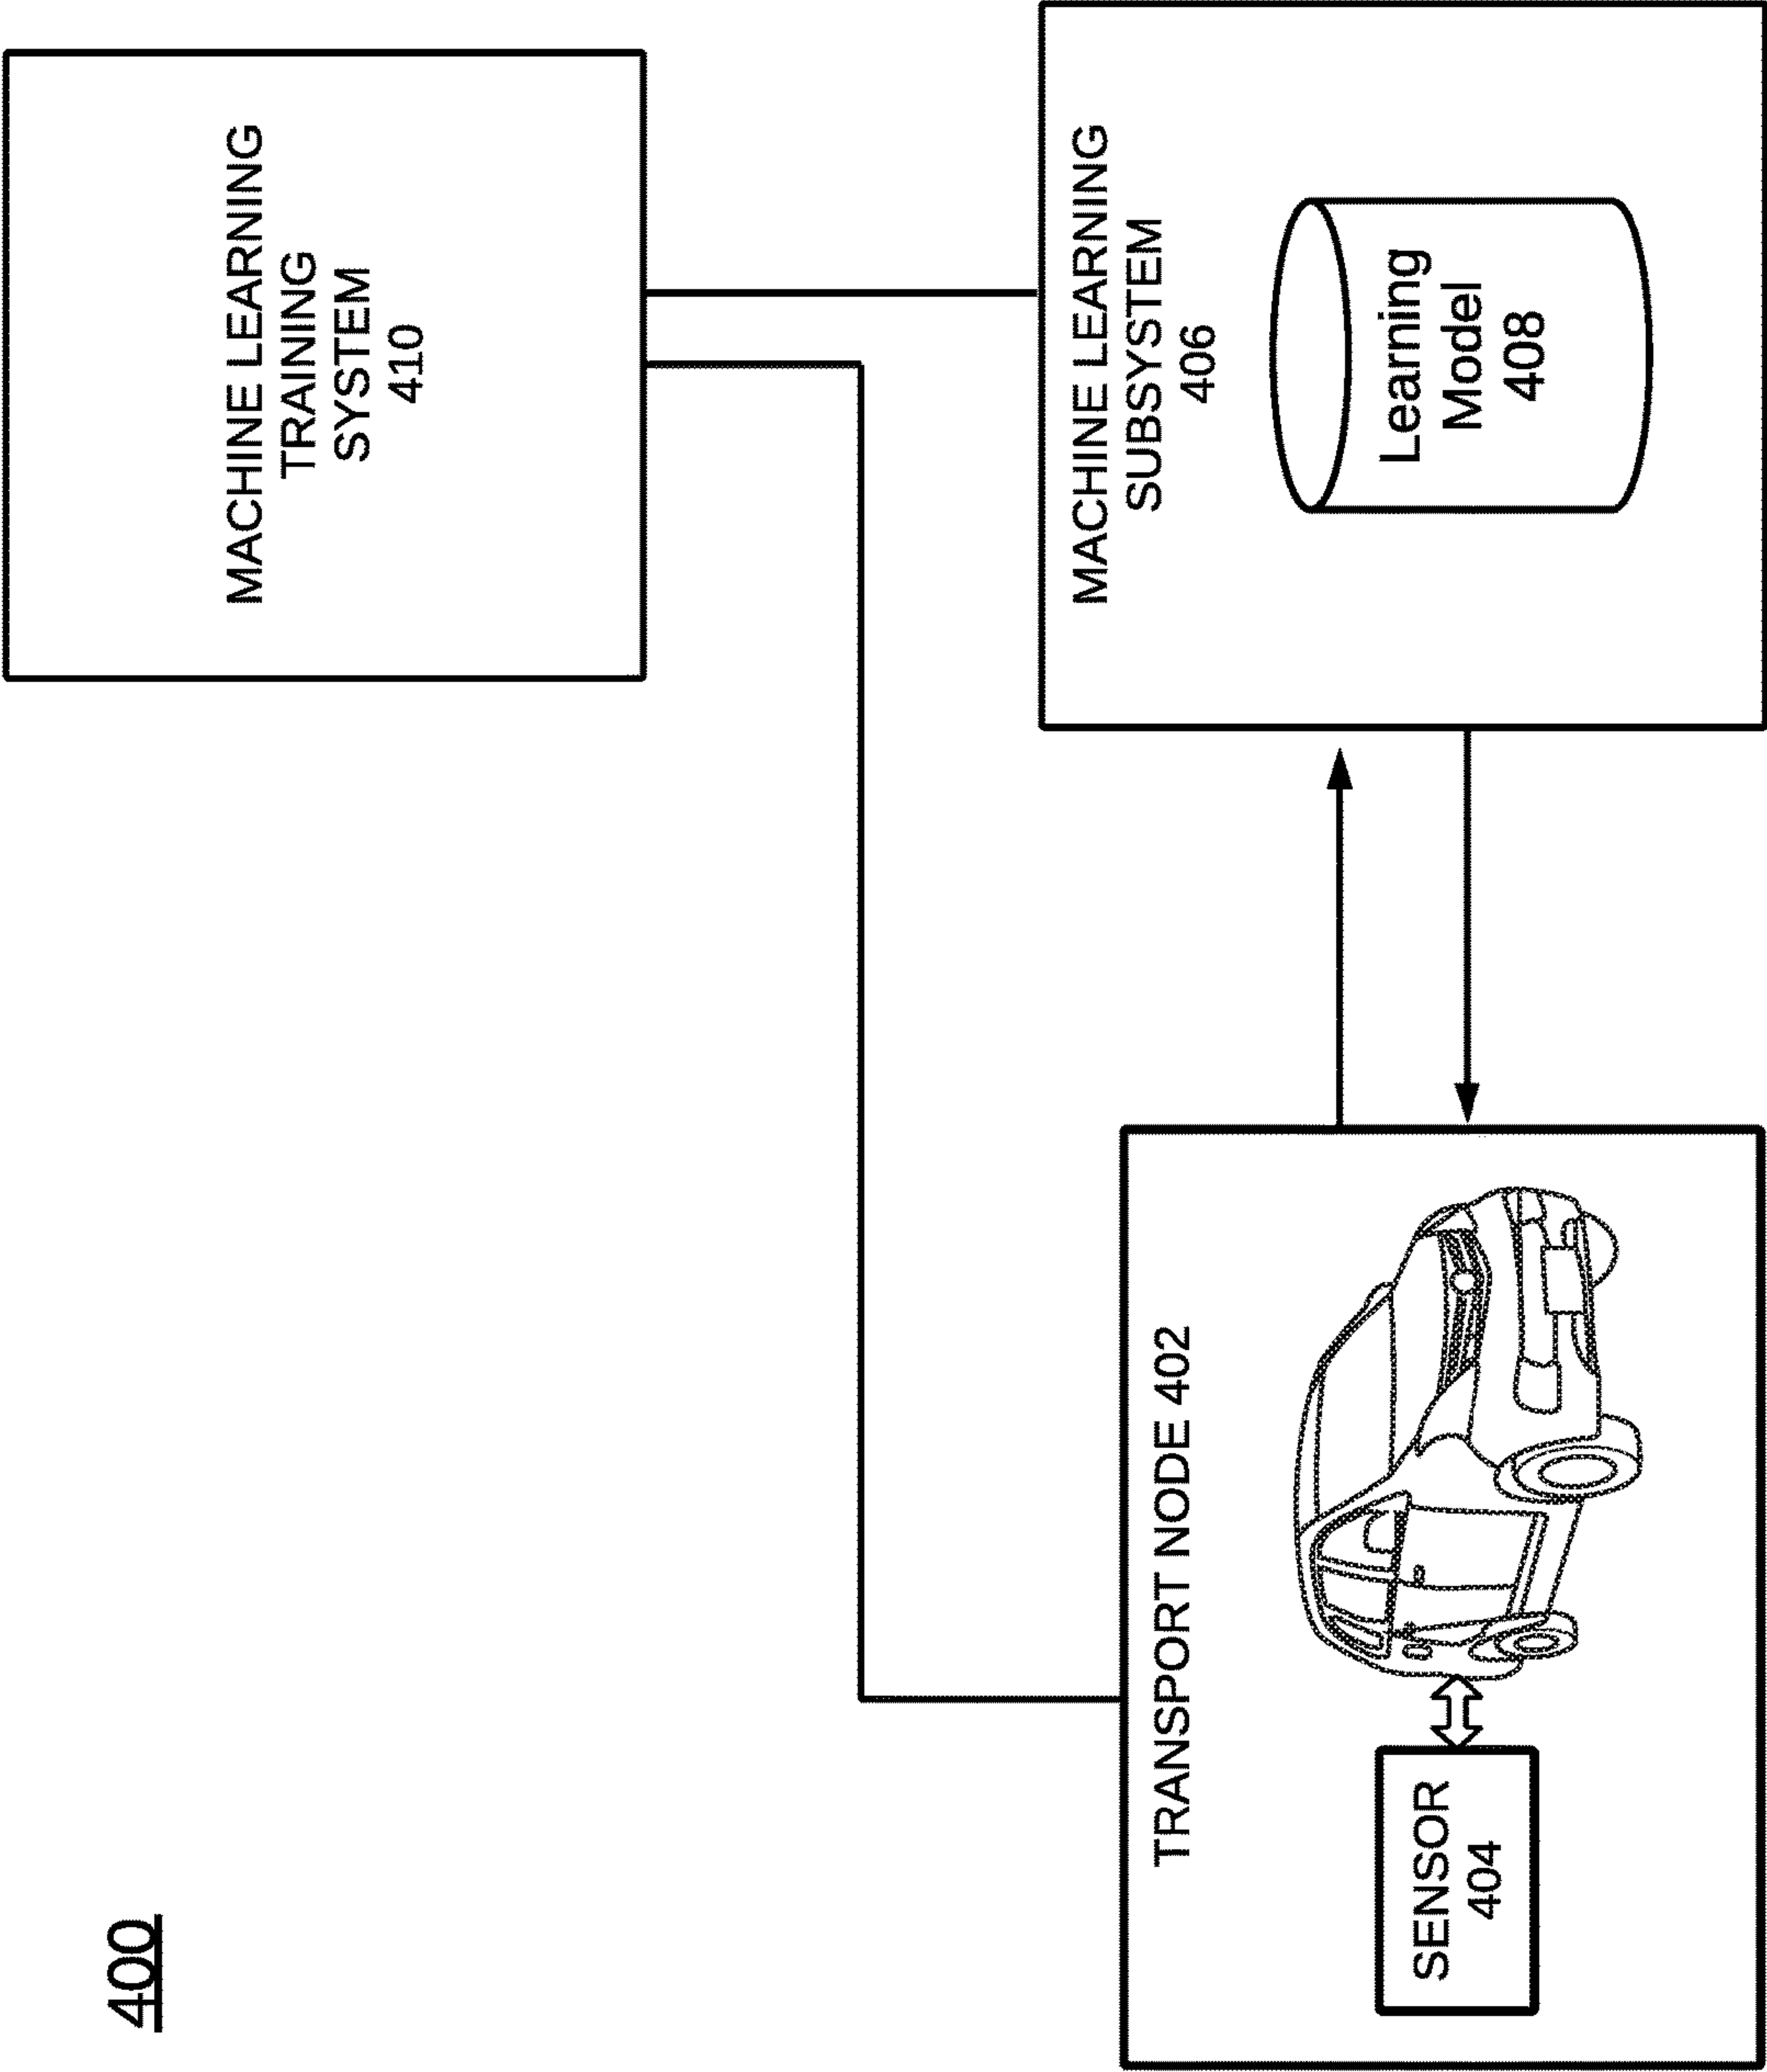 400
MACHINE LEARNING
TRAINING
SYSTEM
410
TRANSPORT NODE 402
SENSOR
404
MACHINE LEARNING
SUBSYSTEM
406
Learning
Model
408